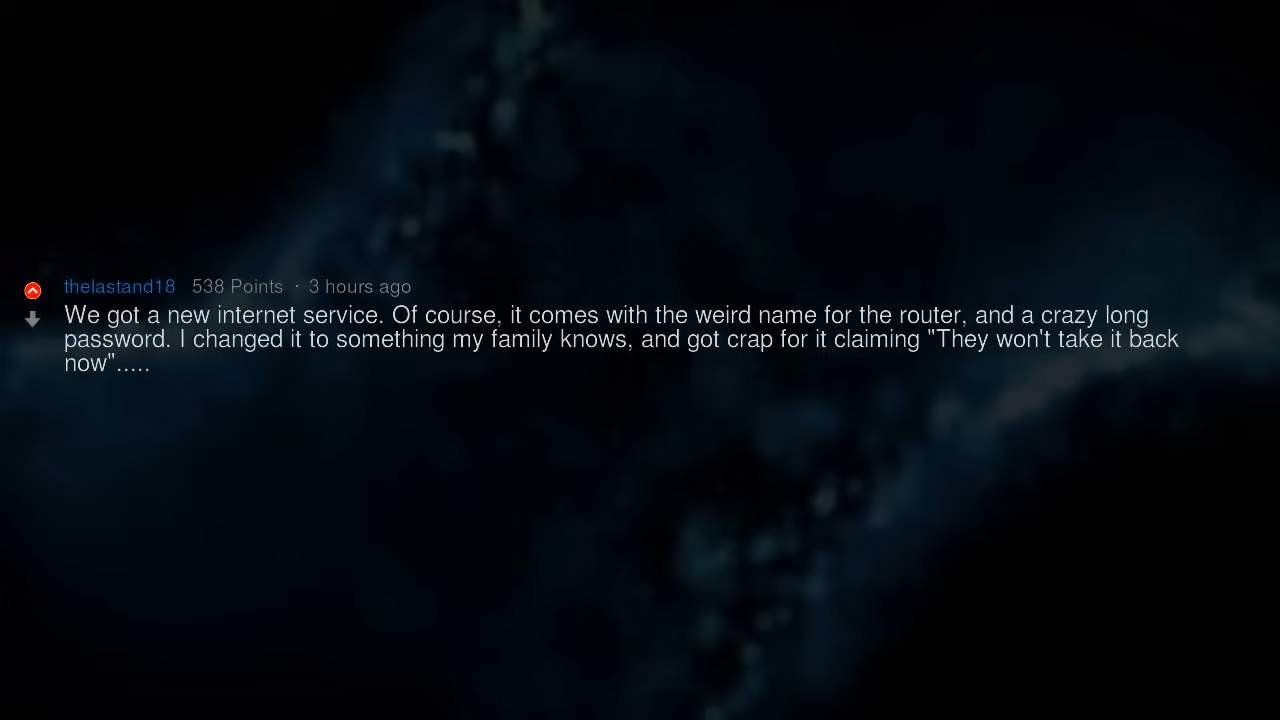 thelastand18 538 Points · 3 hours ago
We got a new internet service. Of course, it comes with the weird name for the router, and a crazy long
password. I changed it to something my family knows, and got crap for it claiming "They won't take it back
now".....